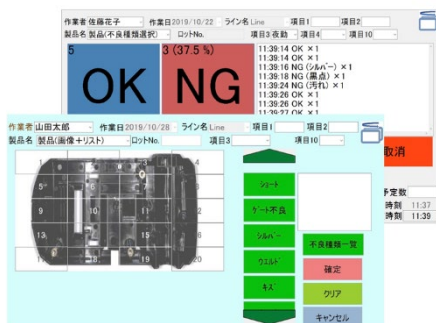 作業者 佐藤花子 作業日 2019/10/22 ライン名 Line 項目1 項目2
製品名 製品(不良種類選択) ロットNo. 項目3 夜勤 項目4 項目10
5 OK
3 (37.5 %) NG
11:39:14 OK ×1
11:39:14 OK ×1
11:39:16 NG (シルバー) ×1
11:39:18 NG (黒点) ×1
11:39:24 NG (汚れ) ×1
11:39:26 OK ×1
11:39:26 OK ×1
11:39:27 OK ×1
取消
予定数
時刻 11:37
時刻 11:39
作業者 山田太郎 作業日 2019/10/28 ライン名 Line 項目1 項目2
製品名 製品(画像+リスト) ロットNo. 項目3 項目10
ショート
ゲート不良
シルバー
ウエルド
キズ
不良種類一覧
確定
クリア
キャンセル
5
9
10
11
13
18
19